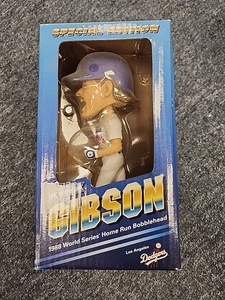 SPECIAL EDITION
GIBSON
1988 World Series Home Run Bobblehead
Los Angeles
Dodgers